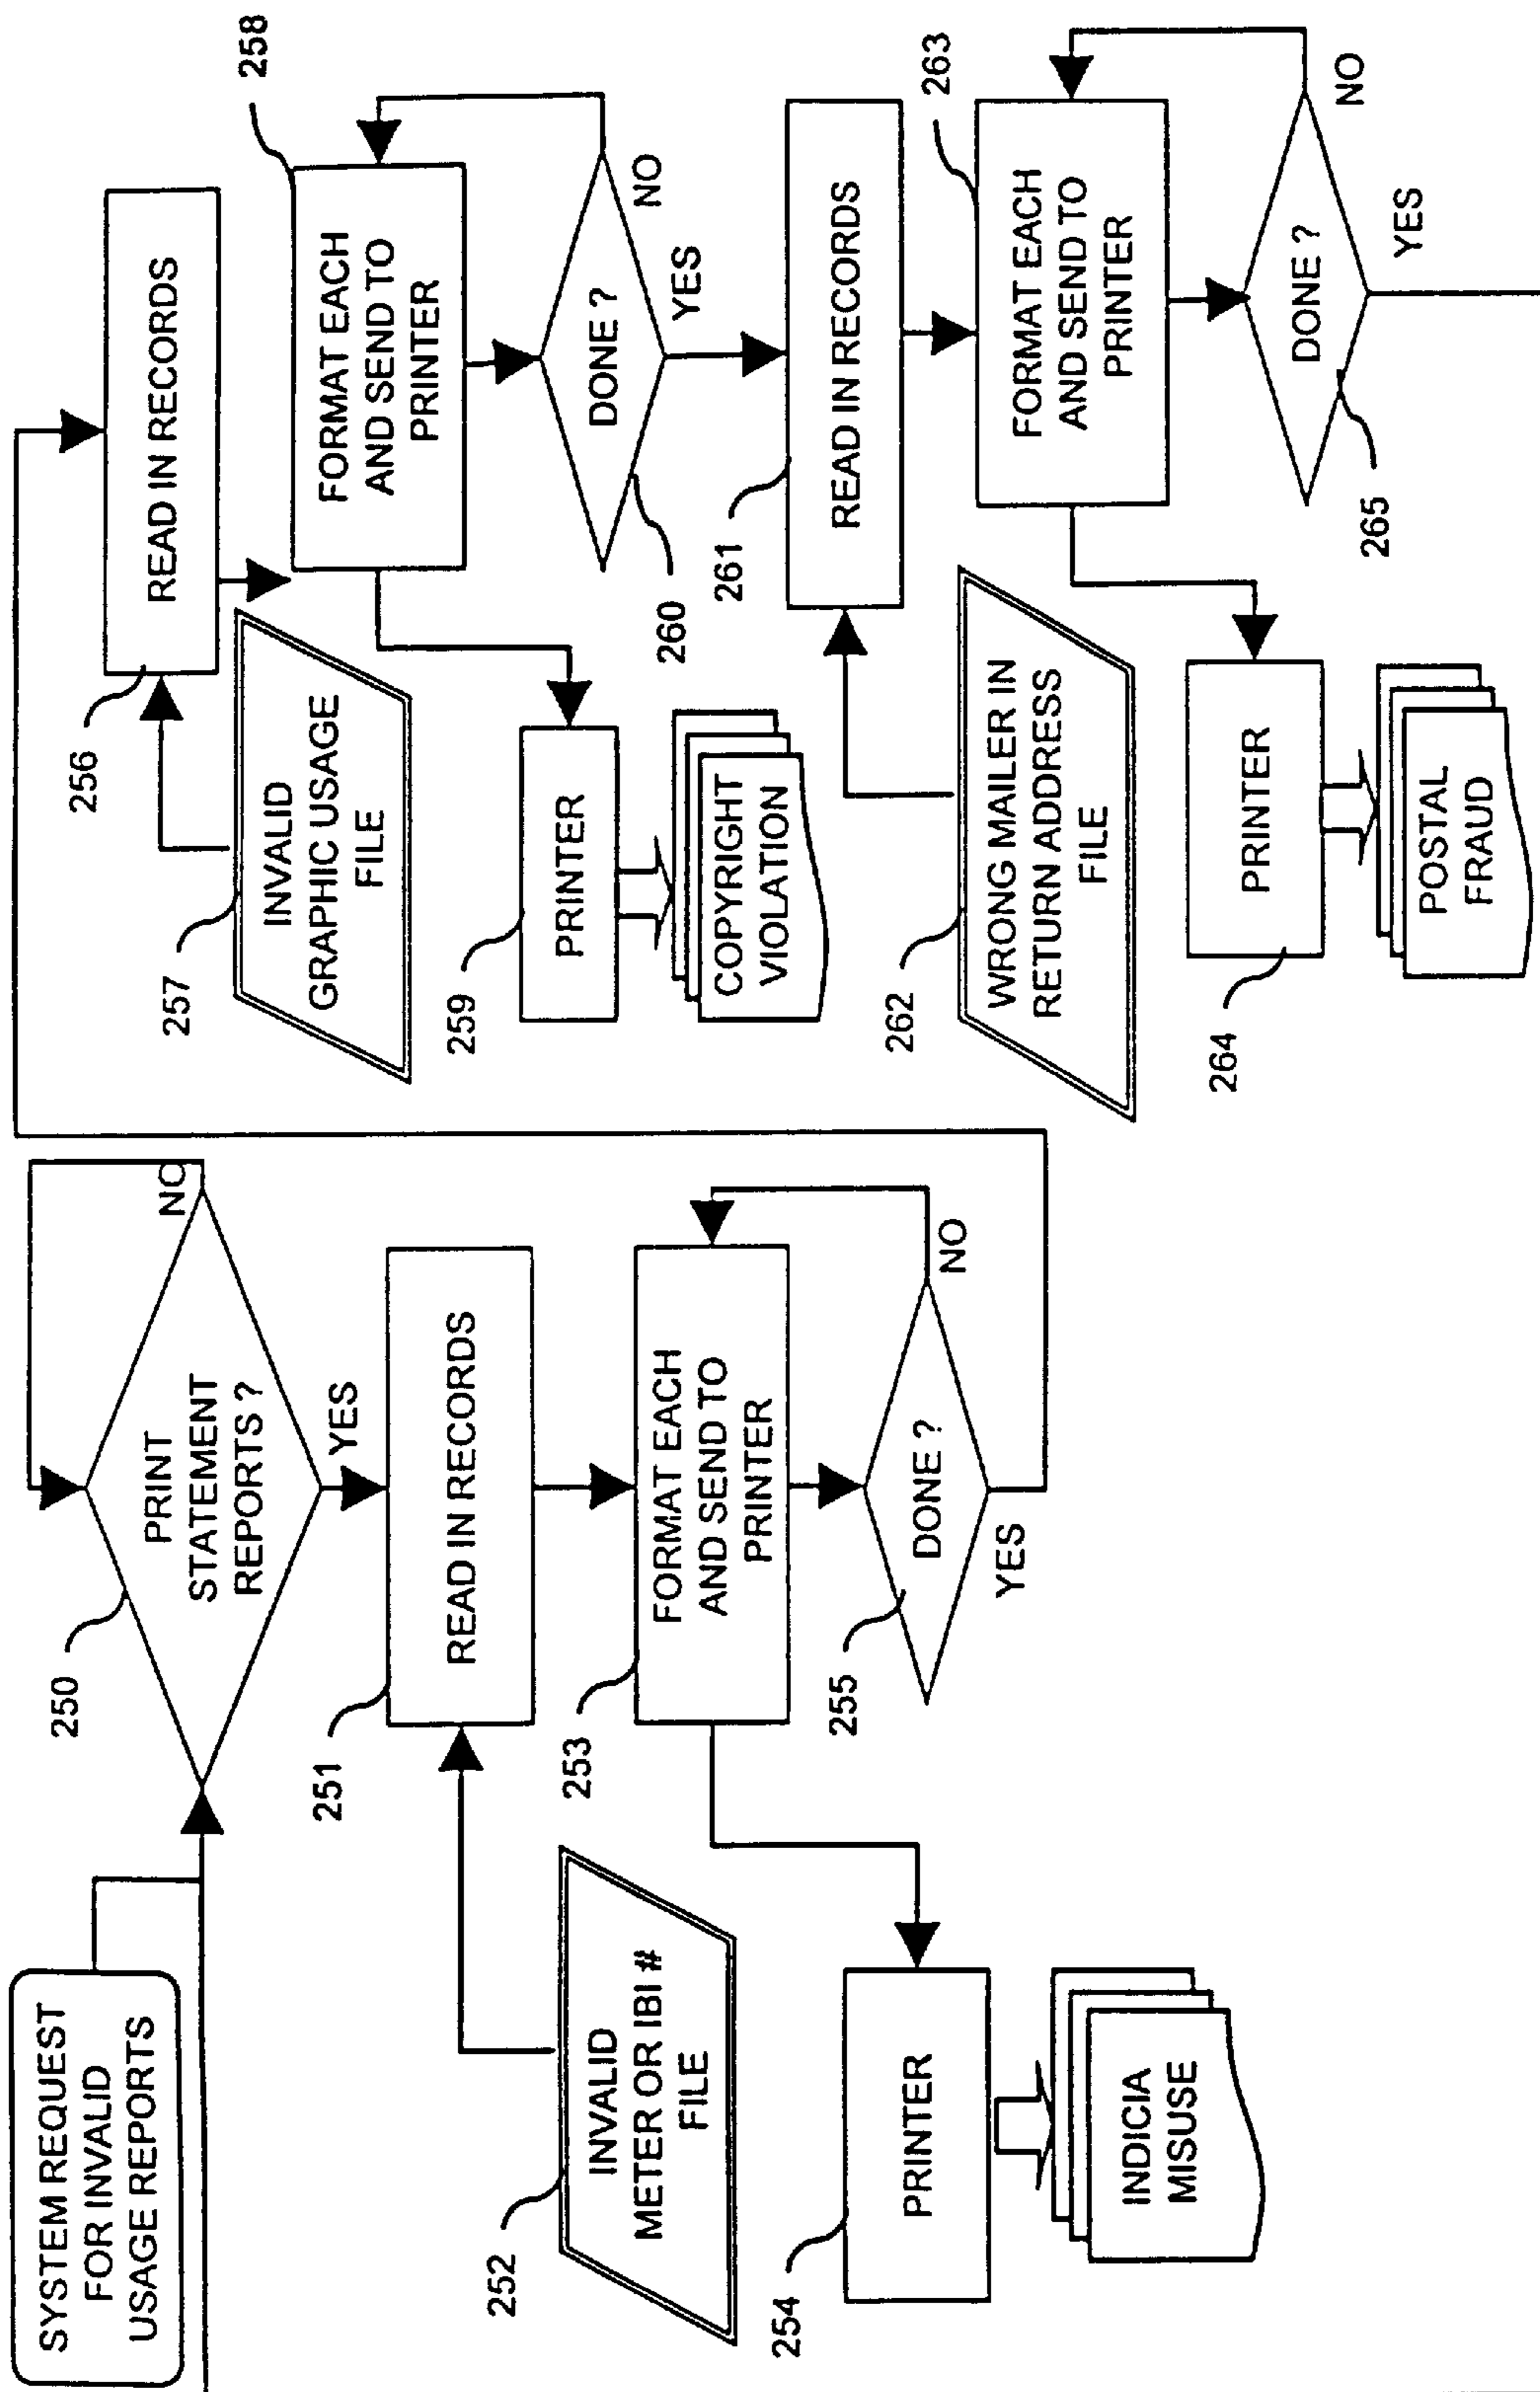 SYSTEM REQUEST
FOR INVALID
USAGE REPORTS
250
PRINT
STATEMENT
REPORTS ?
NO
YES
251
READ IN RECORDS
252
INVALID
METER OR IBI #
FILE
253
FORMAT EACH
AND SEND TO
PRINTER
254
PRINTER
INDICIA
MISUSE
255
DONE ?
NO
YES
256
READ IN RECORDS
257
INVALID
GRAPHIC USAGE
FILE
258
FORMAT EACH
AND SEND TO
PRINTER
259
PRINTER
COPYRIGHT
VIOLATION
260
DONE ?
NO
YES
261
READ IN RECORDS
262
WRONG MAILER IN
RETURN ADDRESS
FILE
263
FORMAT EACH
AND SEND TO
PRINTER
264
PRINTER
POSTAL
FRAUD
265
DONE ?
NO
YES